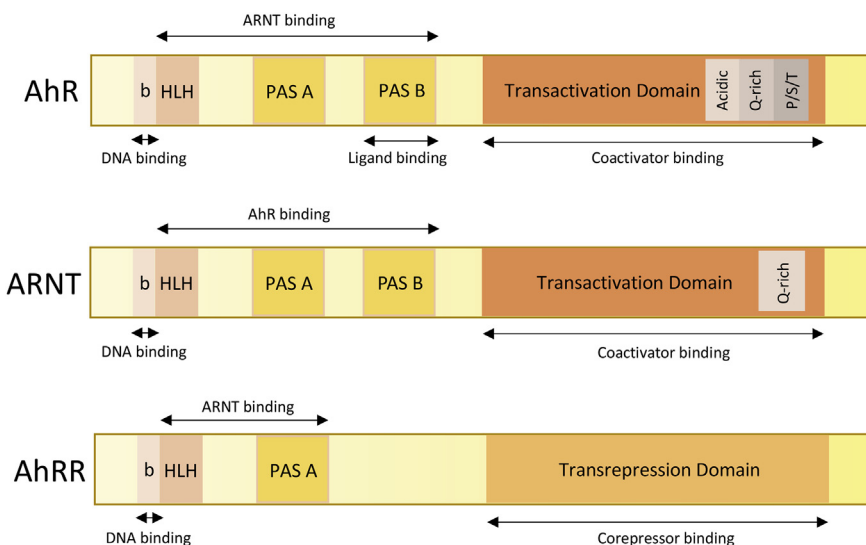 ARNT binding
AhR
b
HLH
PAS A
PAS B
Transactivation Domain
Acidic
Q-rich
P/S/T
DNA binding
Ligand binding
Coactivator binding
AhR binding
ARNT
b
HLH
PAS A
PAS B
Transactivation Domain
Q-rich
DNA binding
Coactivator binding
ARNT binding
AhRR
b
HLH
PAS A
Transrepression Domain
DNA binding
Corepressor binding